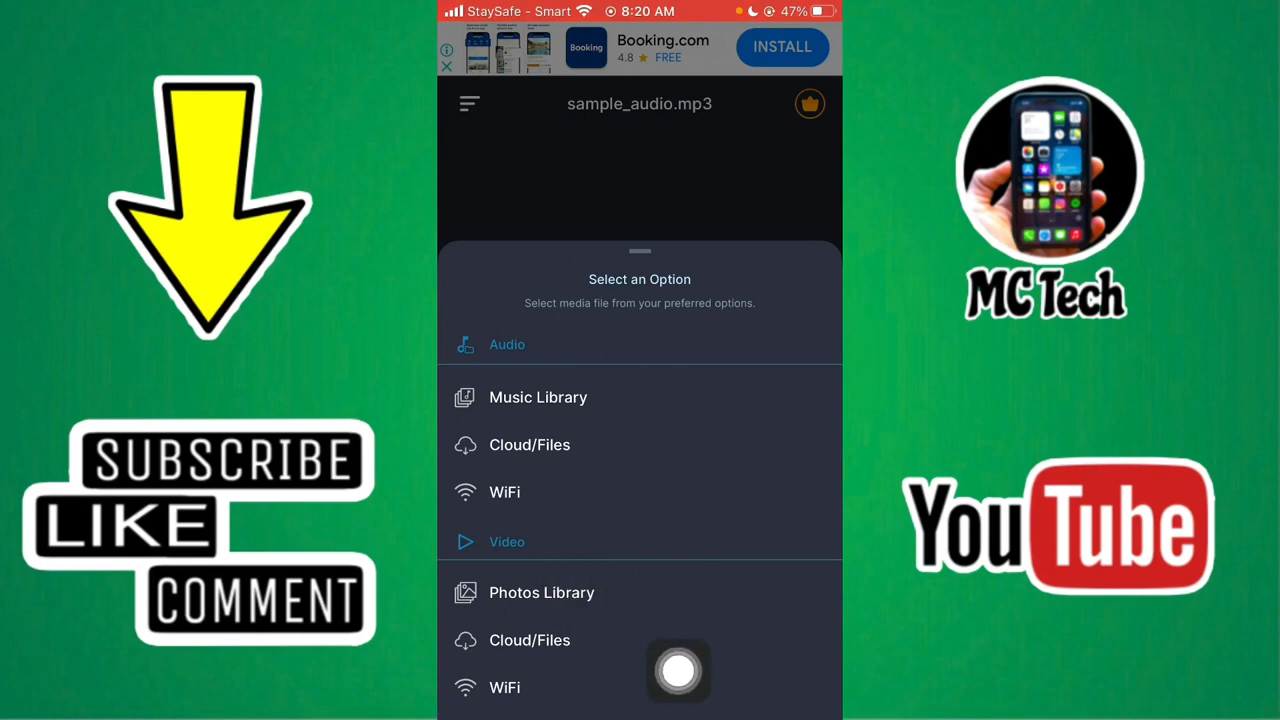 StaySafe - Smart 8:20 AM 47%
Booking
Booking.com
4.8 FREE
INSTALL
sample_audio.mp3
Select an Option
Select media file from your preferred options.
Audio
Music Library
Cloud/Files
WiFi
Video
Photos Library
Cloud/Files
WiFi
SUBSCRIBE
LIKE
COMMENT
MC Tech
YouTube